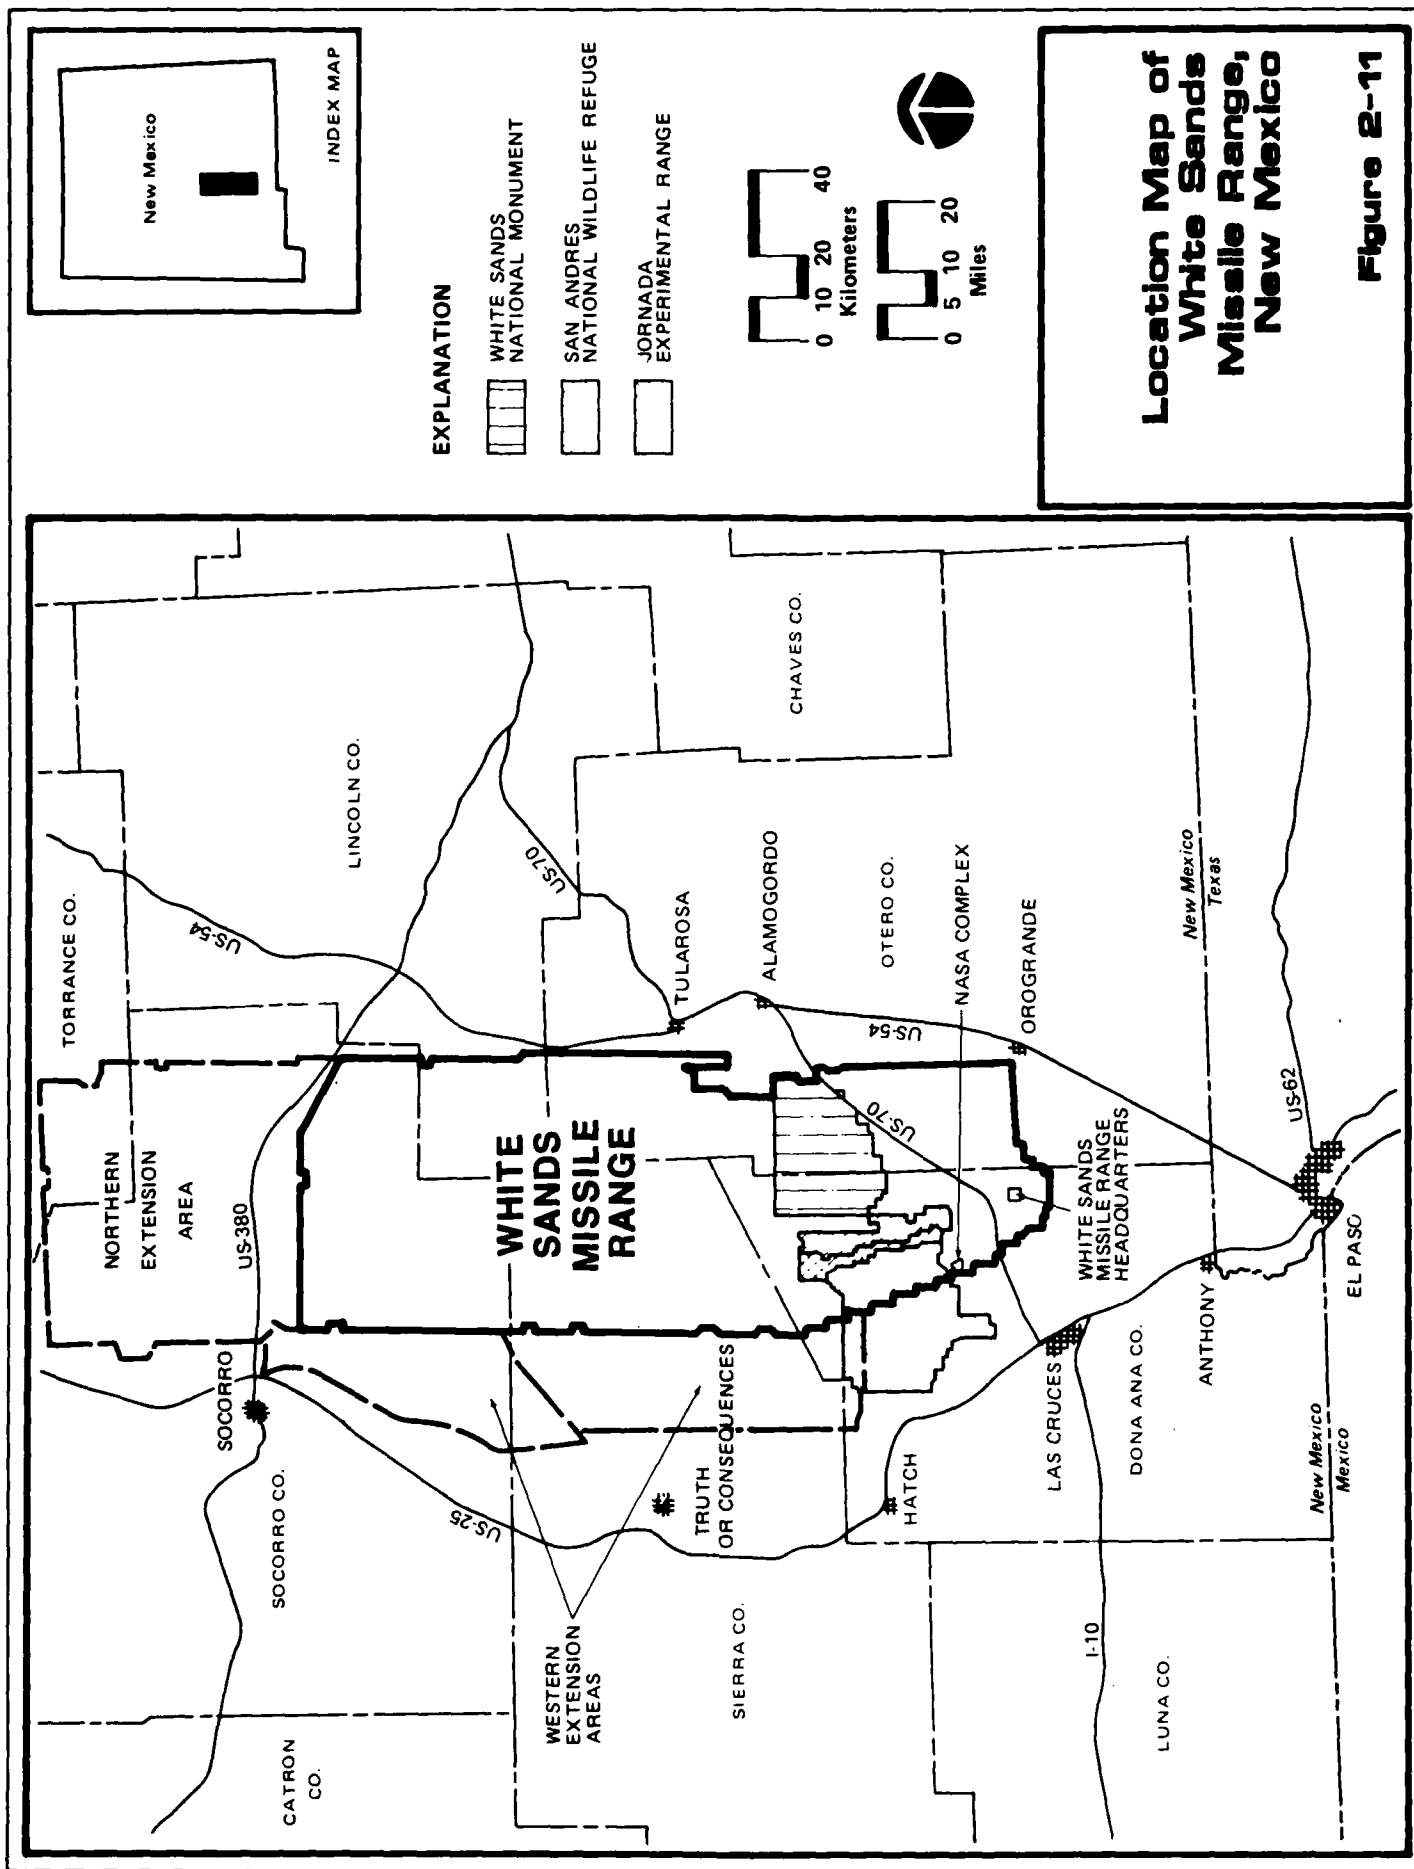 New Mexico
INDEX MAP
EXPLANATION
WHITE SANDS
NATIONAL MONUMENT
SAN ANDRES
NATIONAL WILDLIFE REFUGE
JORNADA
EXPERIMENTAL RANGE
0 10 20 40
Kilometers
0 5 10 20
Miles
Location Map of
White Sands
Missile Range,
New Mexico
Figure 2-11
TORRANCE CO.
LINCOLN CO.
CHAVES CO.
US-54
US-70
NORTHERN
EXTENSION
AREA
US-380
WHITE
SANDS
MISSILE
RANGE
TULAROSA
ALAMOGORDO
OTERO CO.
NASA COMPLEX
OROGRANDE
US-54
US-70
New Mexico
Texas
US-62
WHITE SANDS
MISSILE RANGE
HEADQUARTERS
SOCORRO
SOCORRO CO.
US-25
TRUTH
OR CONSEQUENCES
HATCH
LAS CRUCES
DONA ANA CO.
ANTHONY
EL PASO
New Mexico
Mexico
WESTERN
EXTENSION
AREAS
SIERRA CO.
CATRON
CO.
I-10
LUNA CO.